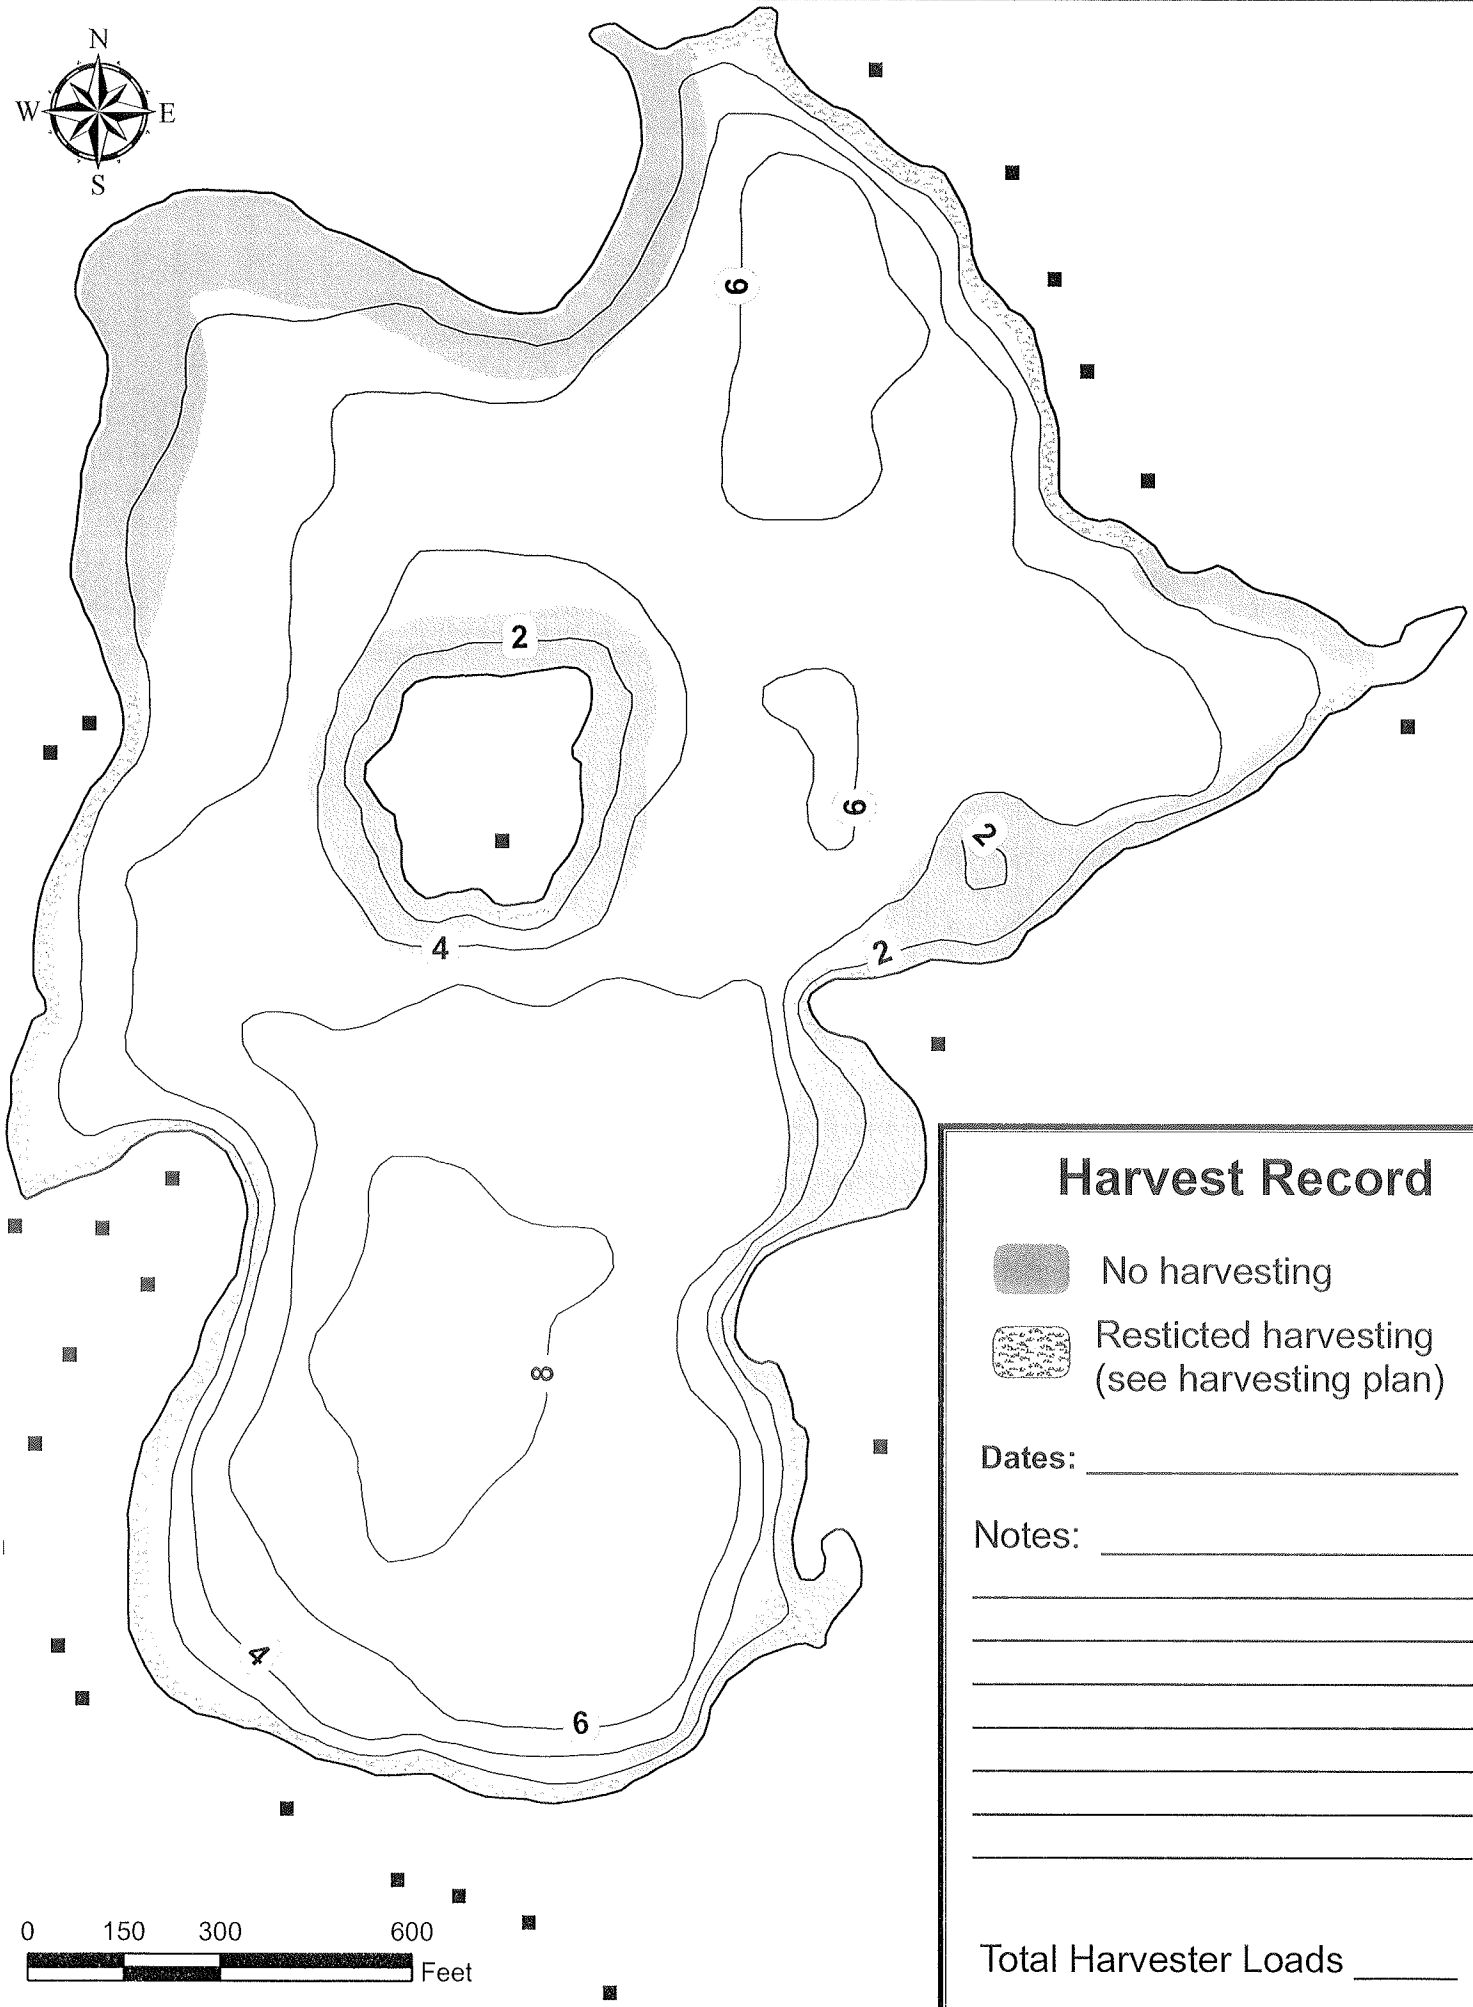 N
W E
S
6
2
6
2
2
4
8
4
6
Harvest Record
No harvesting
Resticted harvesting
(see harvesting plan)
Dates:
Notes:
Total Harvester Loads
0 150 300 600
Feet